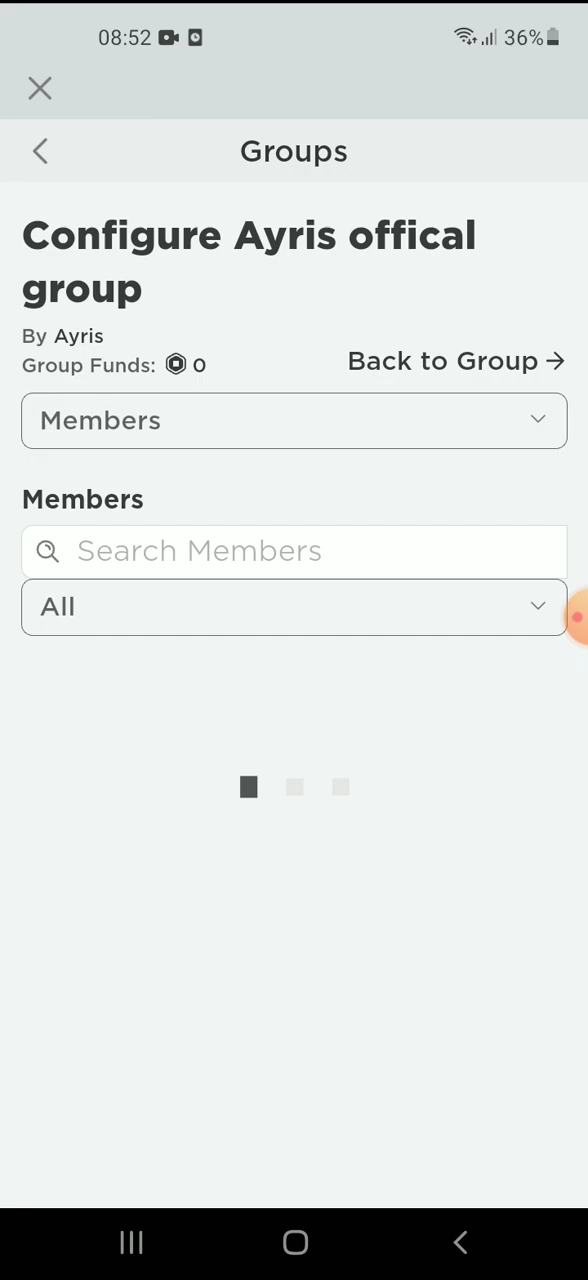 08:52 36%
Groups
Configure Ayris offical
group
By Ayris
Group Funds: 0
Back to Group →
Members
Members
Search Members
All